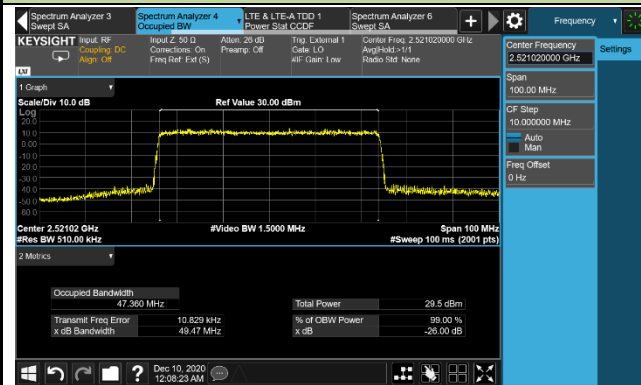 Spectrum Analyzer 3
Swept SA
Spectrum Analyzer 4
Occupied BW
LTE & LTE-A TDD 1
Power Stat CCDF
Spectrum Analyzer 6
Swept SA
+
Frequency
KEYSIGHT
Input: RF
Coupling: DC
Align: Off
Input Z: 50 Ω
Corrections: On
Freq Ref: Ext (S)
Atten: 26 dB
Preamp: Off
Trig: External 1
Gate: LO
#IF Gain: Low
Center Freq: 2.521020000 GHz
Avg|Hold:>1/1
Radio Std: None
LXI
Center Frequency
2.521020000 GHz
Settings
Span
100.00 MHz
CF Step
10.000000 MHz
Auto
Man
Freq Offset
0 Hz
1 Graph
Scale/Div 10.0 dB
Ref Value 30.00 dBm
Log
20.0
10.0
0.00
-10.0
-20.0
-30.0
-40.0
-50.0
-60.0
Center 2.52102 GHz
#Res BW 510.00 kHz
#Video BW 1.5000 MHz
Span 100 MHz
#Sweep 100 ms (2001 pts)
2 Metrics
Occupied Bandwidth
47.360 MHz
Total Power
29.5 dBm
Transmit Freq Error
10.829 kHz
% of OBW Power
99.00 %
x dB Bandwidth
49.47 MHz
x dB
-26.00 dB
?
Dec 10, 2020
12:08:23 AM